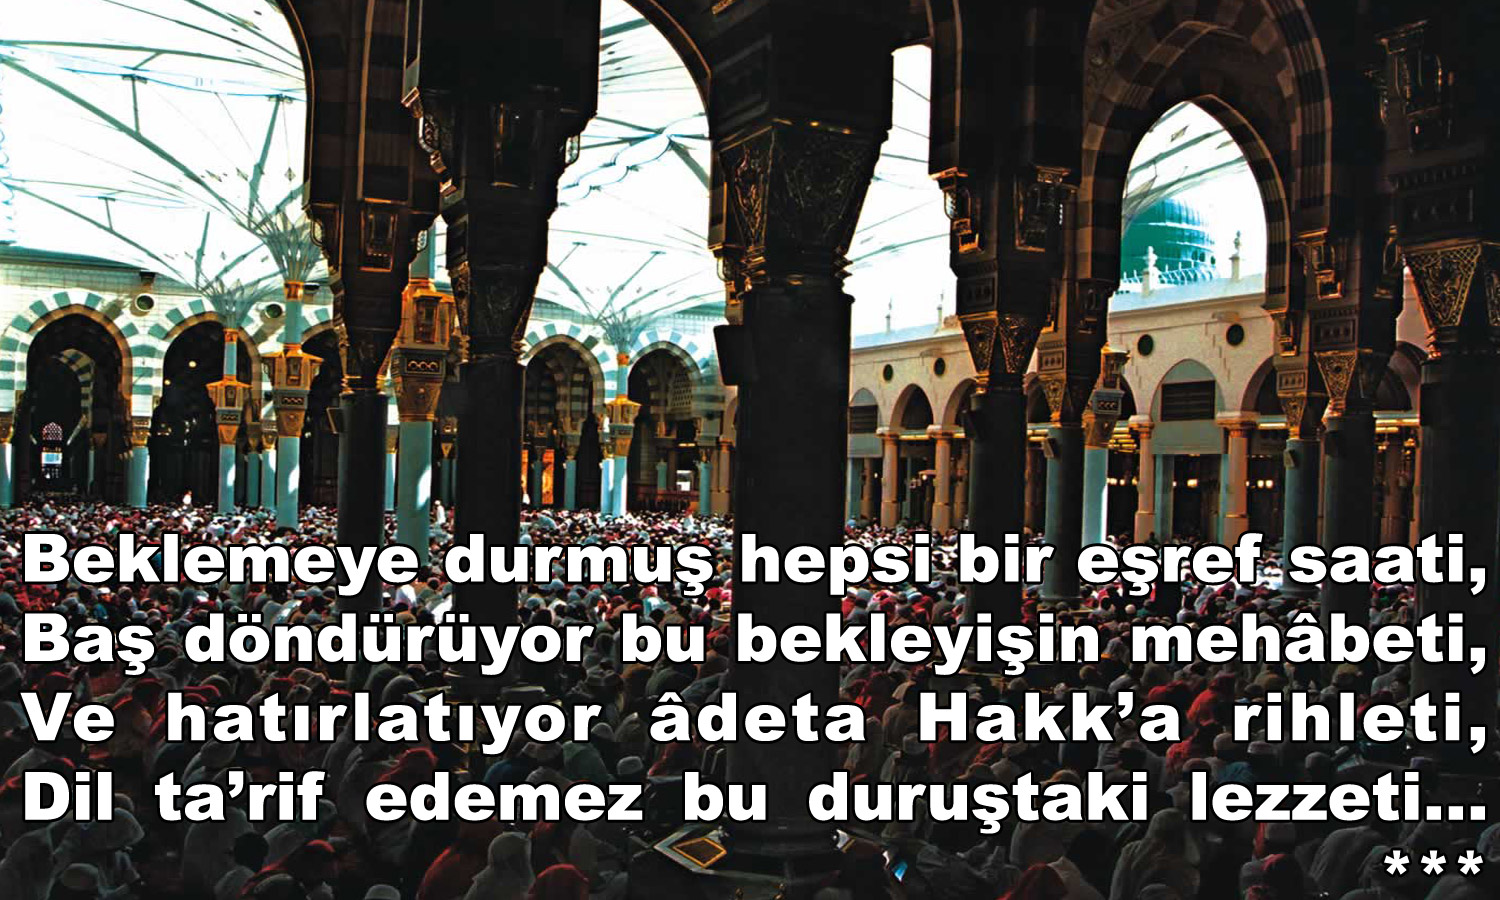 Beklemeye durmuş hepsi bir eşref saati,
Baş döndürüyor bu bekleyişin mehâbeti,
Ve hatırlatıyor âdeta Hakk’a rihleti,
Dil ta’rif edemez bu duruştaki lezzeti...
***